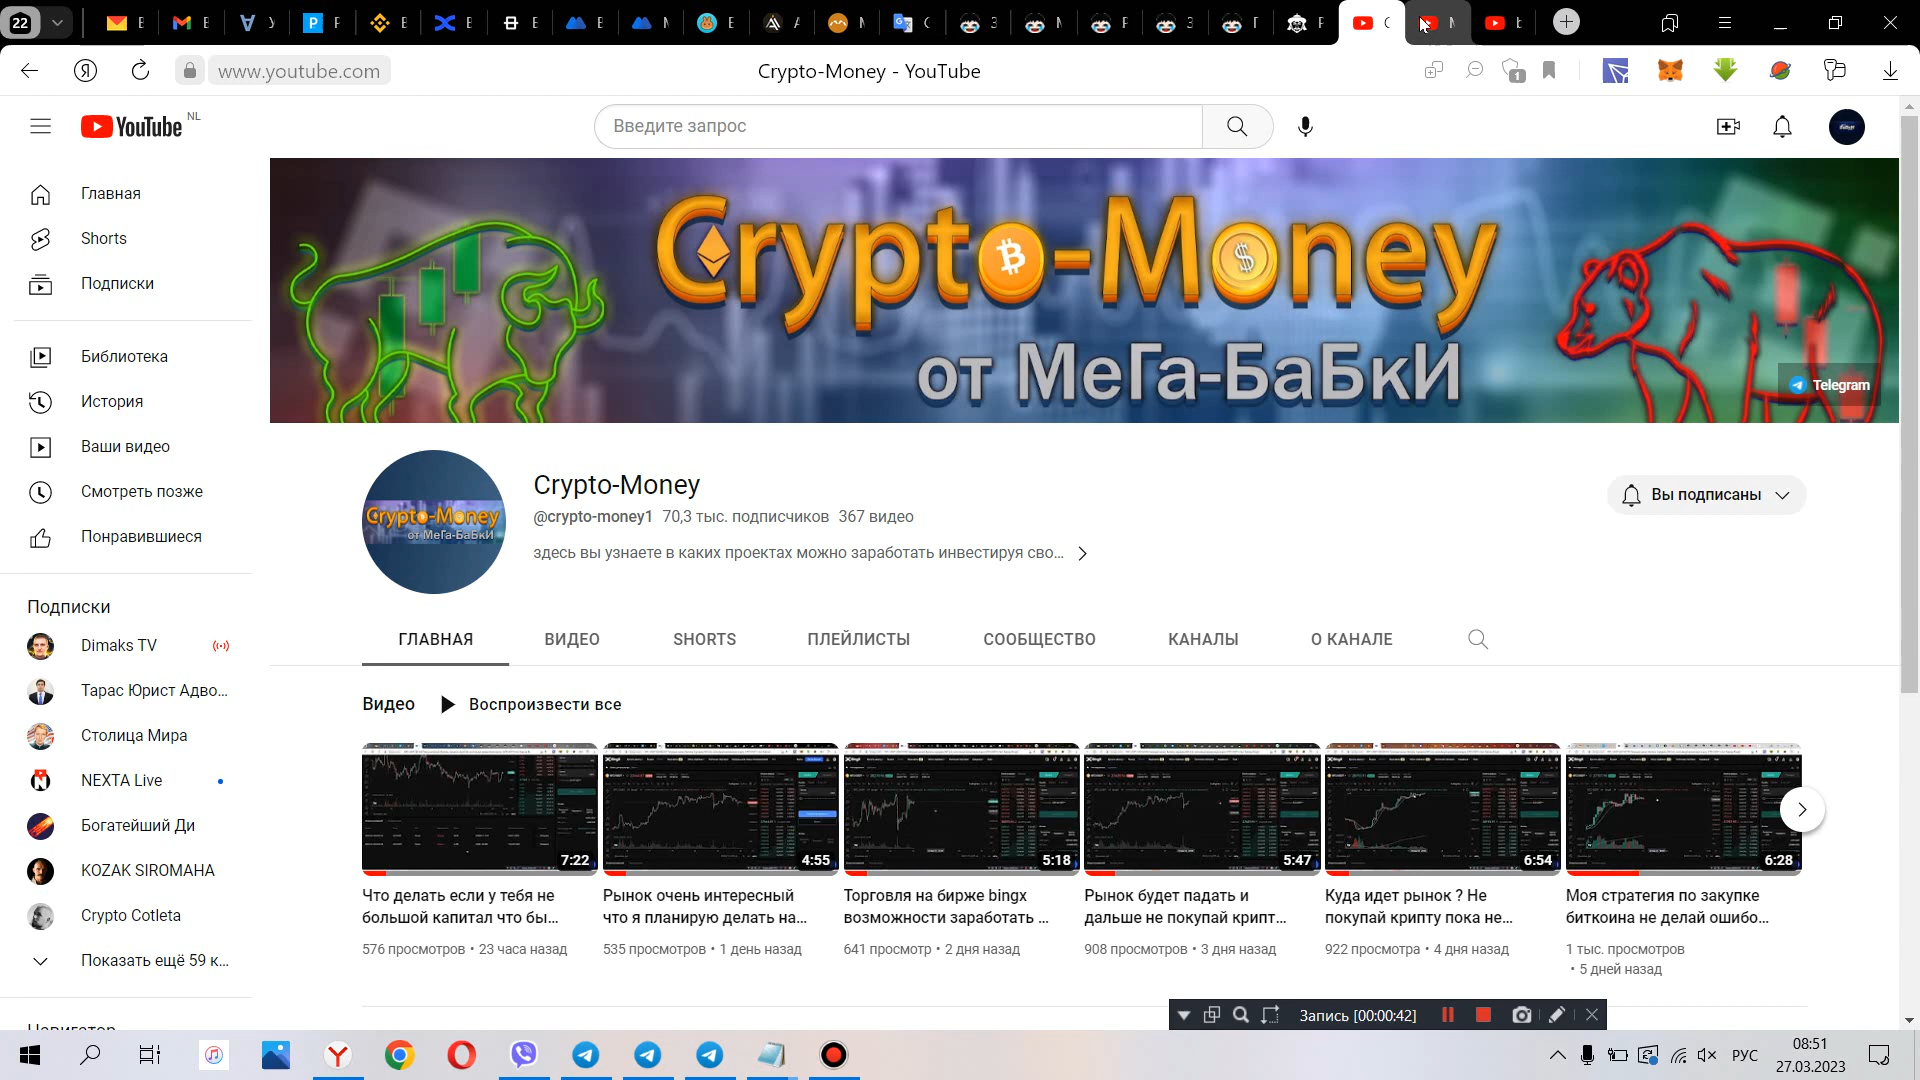 22
www.youtube.com
Crypto-Money - YouTube
1
YouTube NL
Введите запрос
Главная
Shorts
Подписки
Библиотека
История
Ваши видео
Смотреть позже
Понравившиеся
Подписки
Dimaks TV
Тарас Юрист Адво...
Столица Мира
NEXTA Live
Богатейший Ди
KOZAK SIROMAHA
Crypto Cotleta
Показать ещё 59 к...
Навигатор
Crypto-Money
от МеГа-БаБкИ
Telegram
Crypto-Money
от МеГа-БаБкИ
Crypto-Money
@crypto-money1 70,3 тыс. подписчиков 367 видео
здесь вы узнаете в каких проектах можно заработать инвестируя сво...
Вы подписаны
ГЛАВНАЯ ВИДЕО SHORTS ПЛЕЙЛИСТЫ СООБЩЕСТВО КАНАЛЫ О КАНАЛЕ
Видео Воспроизвести все
7:22
Что делать если у тебя не
большой капитал что бы...
576 просмотров • 23 часа назад
4:55
Рынок очень интересный
что я планирую делать на...
535 просмотров • 1 день назад
5:18
Торговля на бирже bingx
возможности заработать ...
641 просмотр • 2 дня назад
5:47
Рынок будет падать и
дальше не покупай крипт...
908 просмотров • 3 дня назад
6:54
Куда идет рынок ? Не
покупай крипту пока не...
922 просмотра • 4 дня назад
6:28
Моя стратегия по закупке
биткоина не делай ошибо...
1 тыс. просмотров
• 5 дней назад
Запись [00:00:42]
РУС
08:51
27.03.2023